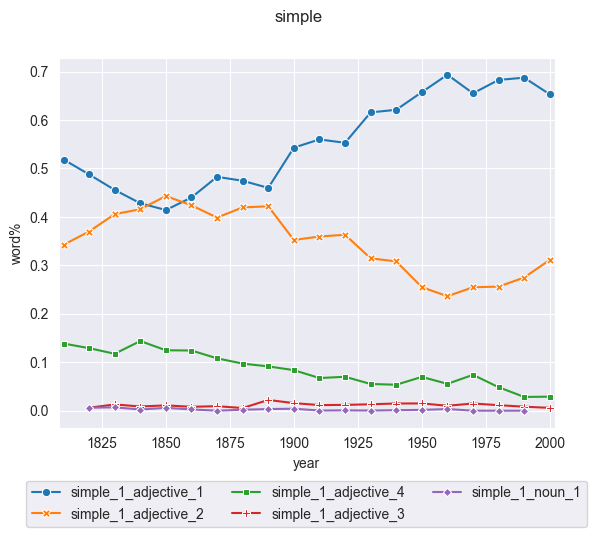 simple
0.7
0.6
0.5
0.4
0.3
0.2
0.1
0.0
word%
1825 1850 1875 1900 1925 1950 1975 2000
year
simple_1_adjective_1 simple_1_adjective_4 simple_1_noun_1
simple_1_adjective_2 simple_1_adjective_3